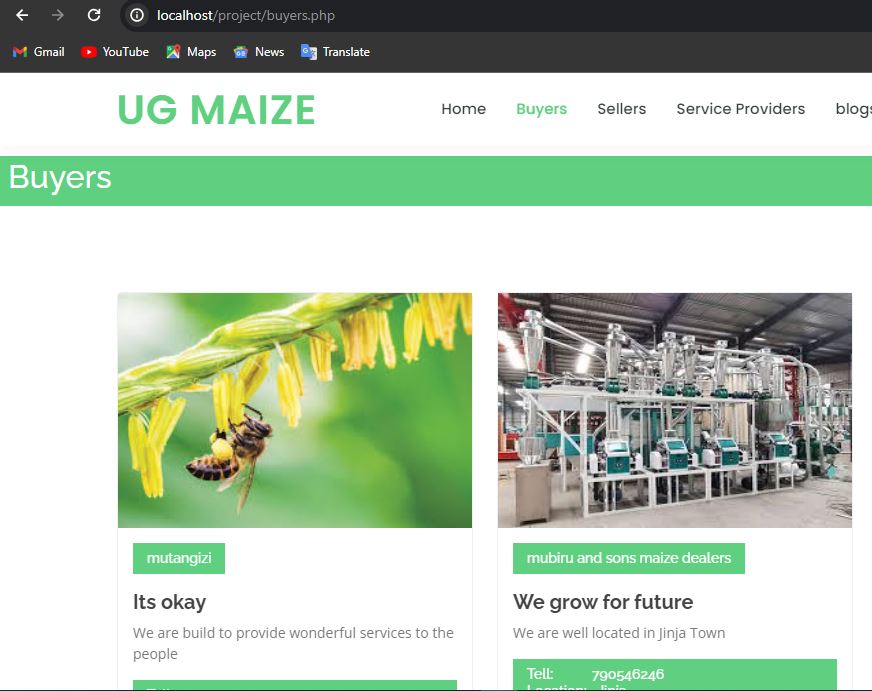 localhost/project/buyers.php
Gmail YouTube Maps News Translate
UG MAIZE Home Buyers Sellers Service Providers blogs
Buyers
mutangizi
Its okay
We are build to provide wonderful services to the
people
mubiru and sons maize dealers
We grow for future
We are well located in Jinja Town
Tell: 790546246
Location: Jinja